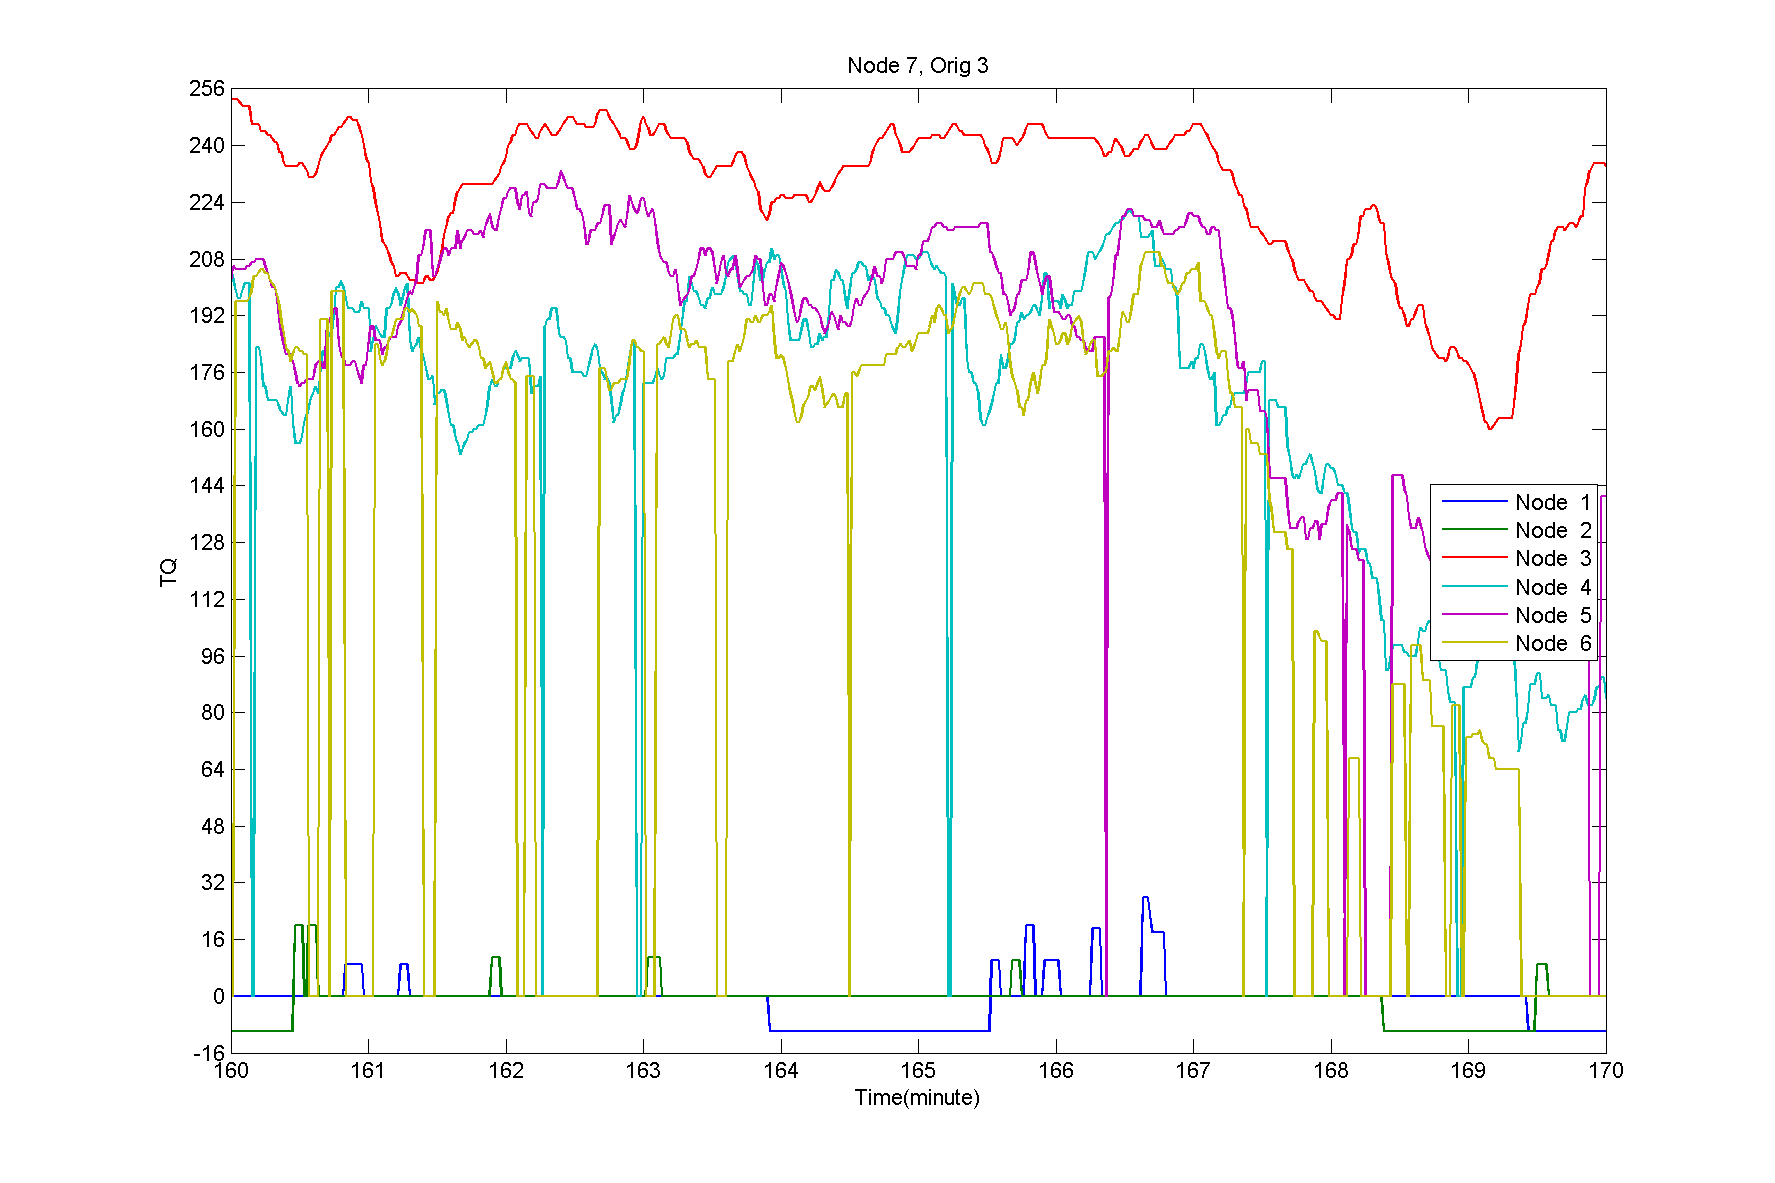 Node 7, Orig 3
256
240
224
208
192
176
160
144
128
112
96
80
64
48
32
16
0
-16
TQ
160 161 162 163 164 165 166 167 168 169 170
Time(minute)
Node 1
Node 2
Node 3
Node 4
Node 5
Node 6